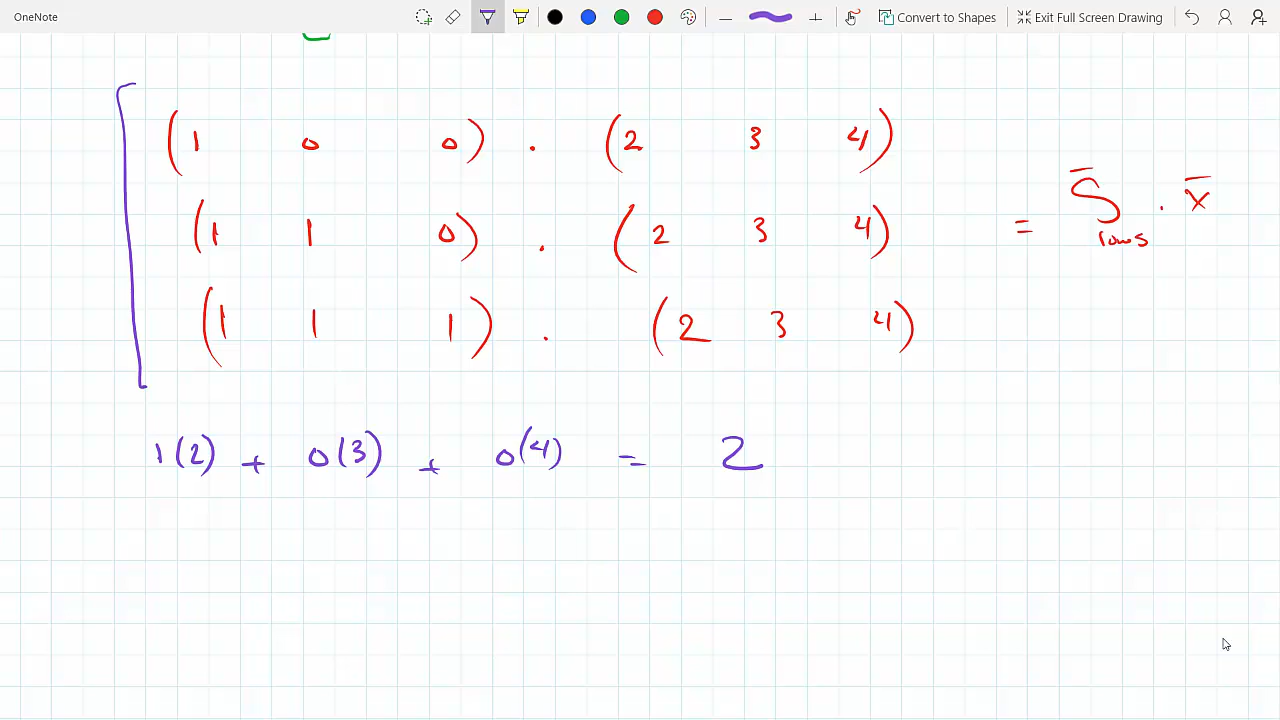 OneNote
Convert to Shapes
Exit Full Screen Drawing
(1 0 0) . (2 3 4)
(1 1 0) . (2 3 4) = S̅rows . x̅
(1 1 1) . (2 3 4)
1(2) + 0(3) + 0(4) = 2